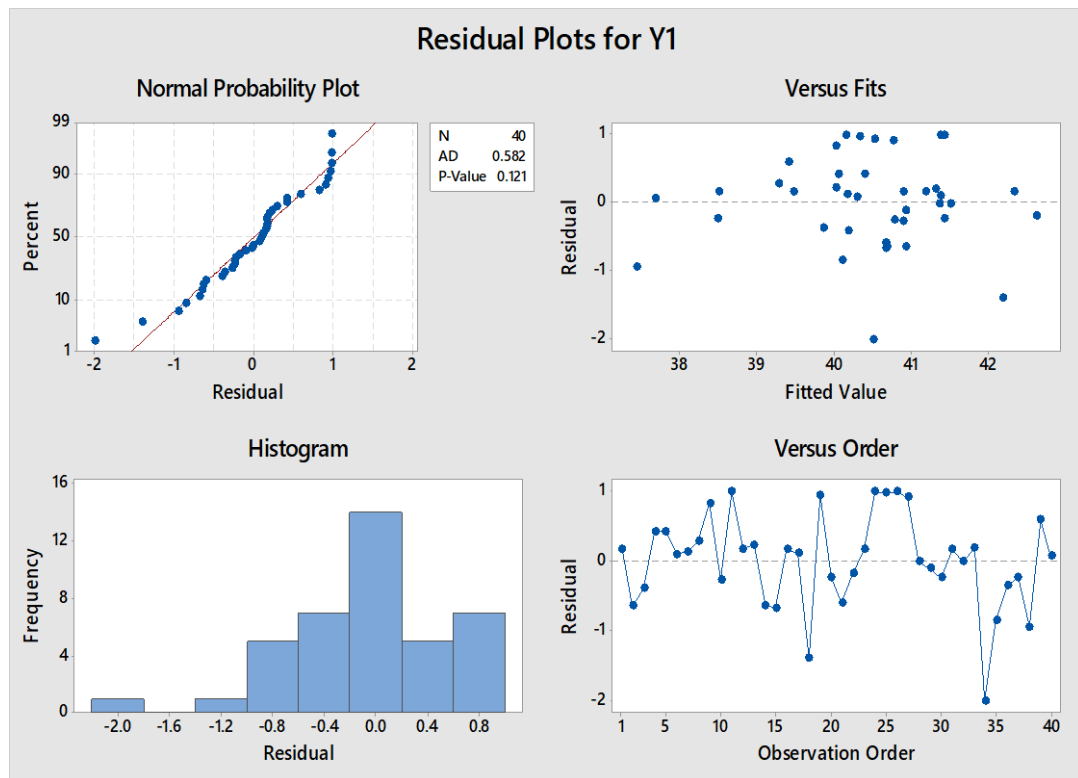 Residual Plots for Y1
Normal Probability Plot
99
90
50
10
1
Percent
-2 -1 0 1 2
Residual
N 40
AD 0.582
P-Value 0.121
Versus Fits
1
0
-1
-2
Residual
38 39 40 41 42
Fitted Value
Histogram
16
12
8
4
0
Frequency
-2.0 -1.6 -1.2 -0.8 -0.4 0.0 0.4 0.8
Residual
Versus Order
1
0
-1
-2
Residual
1 5 10 15 20 25 30 35 40
Observation Order